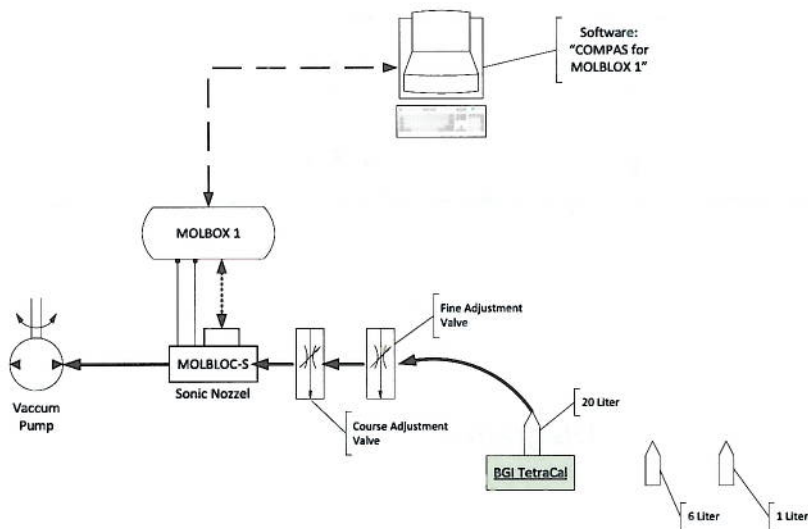 Software:
"COMPAS for
MOLBLOX 1"
MOLBOX 1
Fine Adjustment
Valve
MOLBLOC-S
Sonic Nozzel
Vaccum
Pump
Course Adjustment
Valve
20 Liter
BGI TetraCal
6 Liter
1 Liter